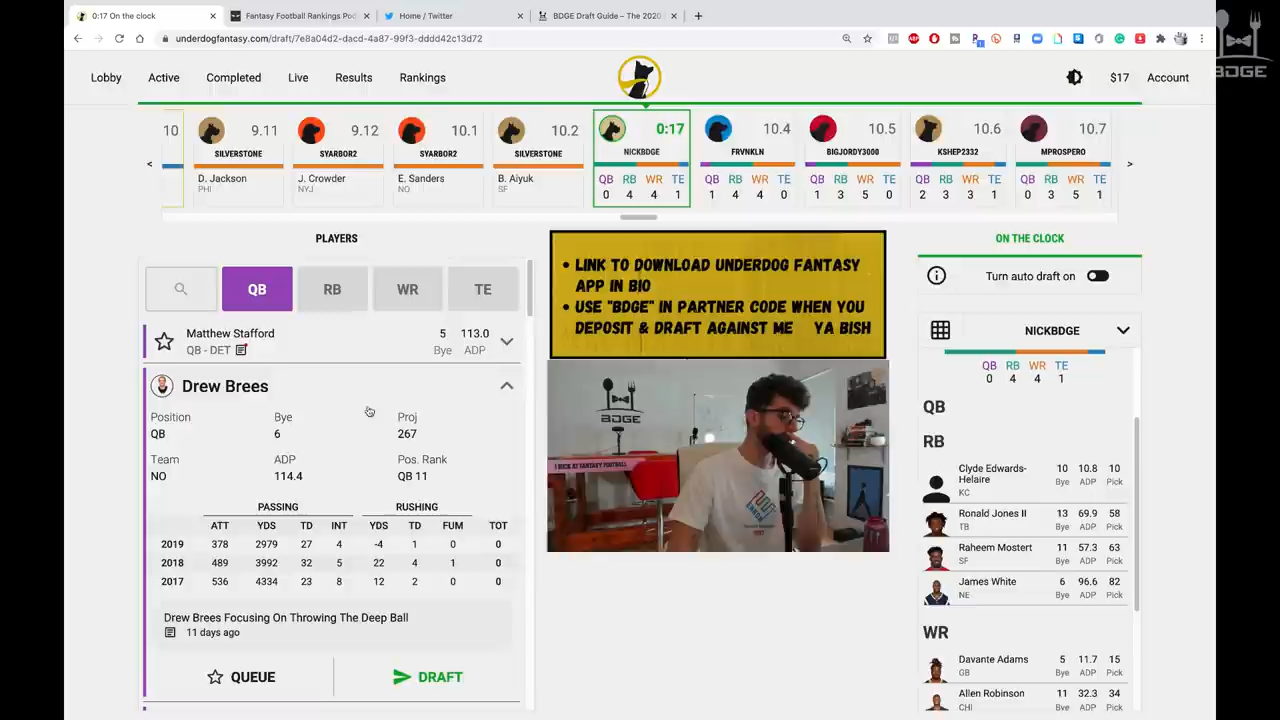 0:17 On the clock
Fantasy Football Rankings Pod
Home / Twitter
BDGE Draft Guide – The 2020
underdogfantasy.com/draft/7e8a04d2-dacd-4a87-99f3-dddd42c13d72
BDGE
Lobby
Active
Completed
Live
Results
Rankings
$17
Account
10
9.11
SILVERSTONE
D. Jackson
PHI
9.12
SYARBOR2
J. Crowder
NYJ
10.1
SYARBOR2
E. Sanders
NO
10.2
SILVERSTONE
B. Aiyuk
SF
0:17
NICKBDGE
QB RB WR TE
0 4 4 1
10.4
FRVNKLN
QB RB WR TE
1 4 4 0
10.5
BIGJORDY3000
QB RB WR TE
1 3 5 0
10.6
KSHEP2332
QB RB WR TE
2 3 3 1
10.7
MPROSPERO
QB RB WR TE
0 3 5 1
PLAYERS
QB
RB
WR
TE
Matthew Stafford
QB - DET
5
Bye
113.0
ADP
Drew Brees
Position
Bye
Proj
QB
6
267
Team
ADP
Pos. Rank
NO
114.4
QB 11
PASSING
RUSHING
ATT YDS TD INT YDS TD FUM TOT
2019 378 2979 27 4 -4 1 0 0
2018 489 3992 32 5 22 4 1 0
2017 536 4334 23 8 12 2 0 0
Drew Brees Focusing On Throwing The Deep Ball
11 days ago
QUEUE
DRAFT
• LINK TO DOWNLOAD UNDERDOG FANTASY
APP IN BIO
• USE "BDGE" IN PARTNER CODE WHEN YOU
DEPOSIT & DRAFT AGAINST ME YA BISH
BDGE
I SUCK AT FANTASY FOOTBALL
ON THE CLOCK
Turn auto draft on
NICKBDGE
QB RB WR TE
0 4 4 1
QB
RB
Clyde Edwards-
Helaire
KC
10
Bye
10.8
ADP
10
Pick
Ronald Jones II
TB
13
Bye
69.9
ADP
58
Pick
Raheem Mostert
SF
11
Bye
57.3
ADP
63
Pick
James White
NE
6
Bye
96.6
ADP
82
Pick
WR
Davante Adams
GB
5
Bye
11.7
ADP
15
Pick
Allen Robinson
CHI
11
Bye
32.3
ADP
34
Pick